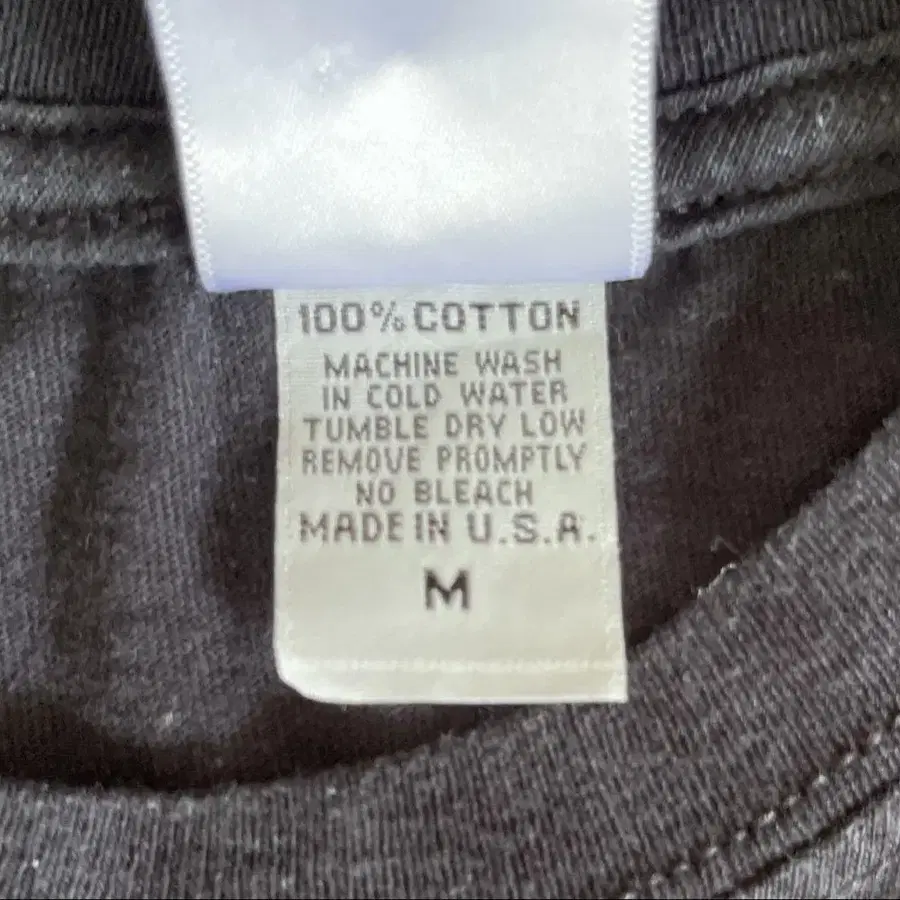 100% COTTON
MACHINE WASH
IN COLD WATER
TUMBLE DRY LOW
REMOVE PROMPTLY
NO BLEACH
MADE IN U.S.A.
M